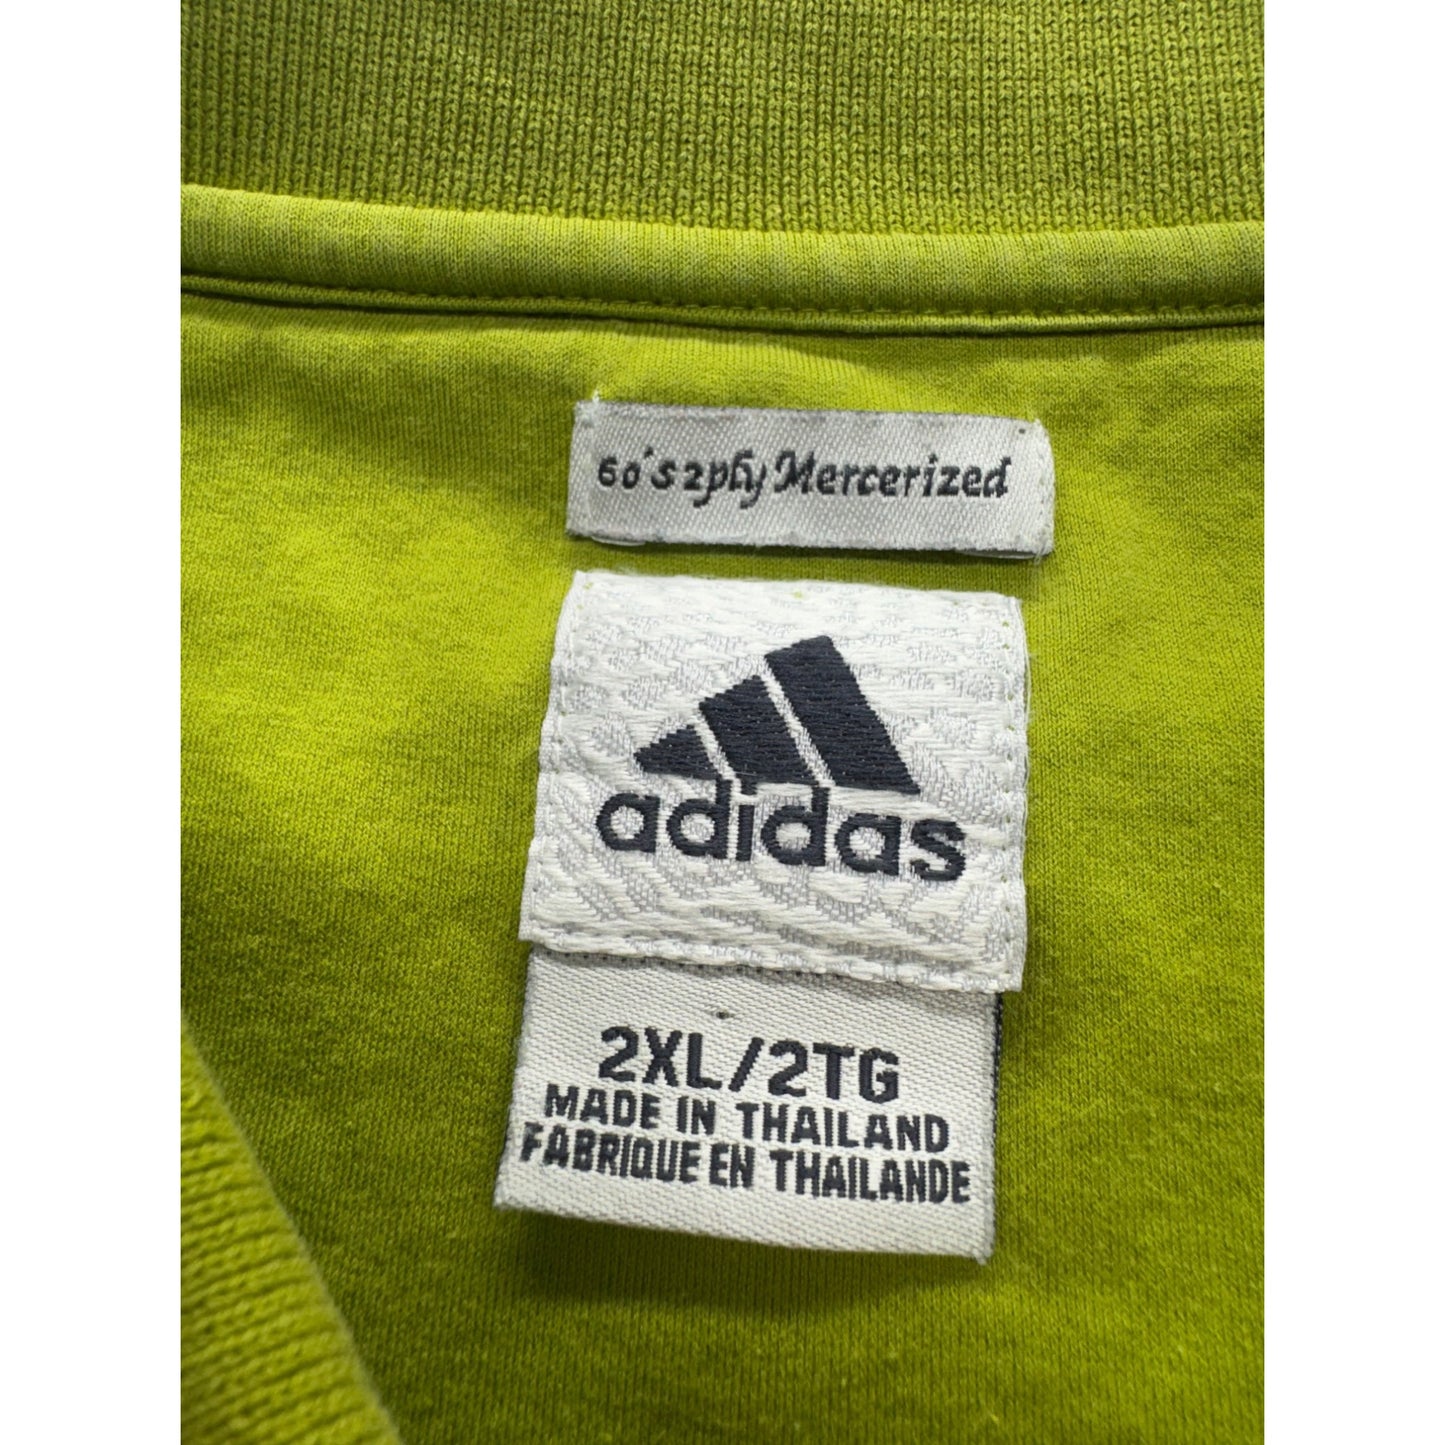 60's 2ply Mercerized
adidas
2XL/2TG
MADE IN THAILAND
FABRIQUE EN THAILANDE